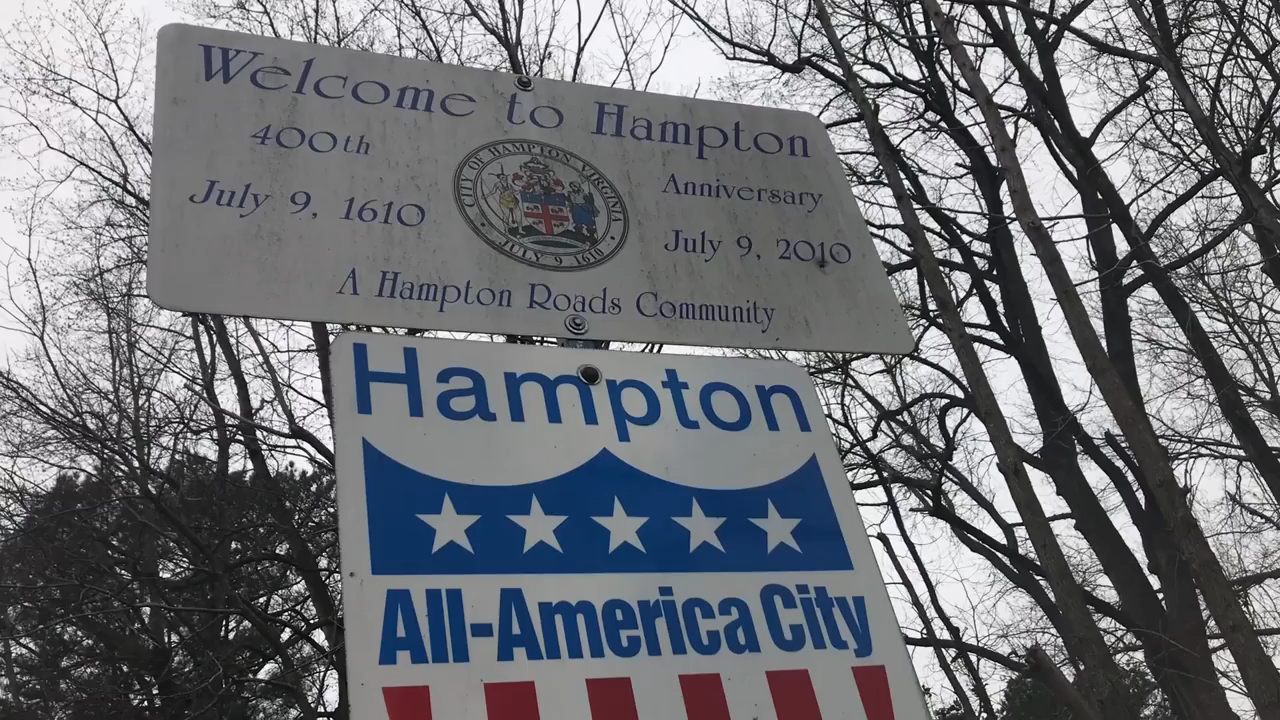 Welcome to Hampton
400th Anniversary
July 9, 1610 July 9, 2010
CITY OF HAMPTON, VIRGINIA
JULY 9 1610
A Hampton Roads Community
Hampton
All-America City